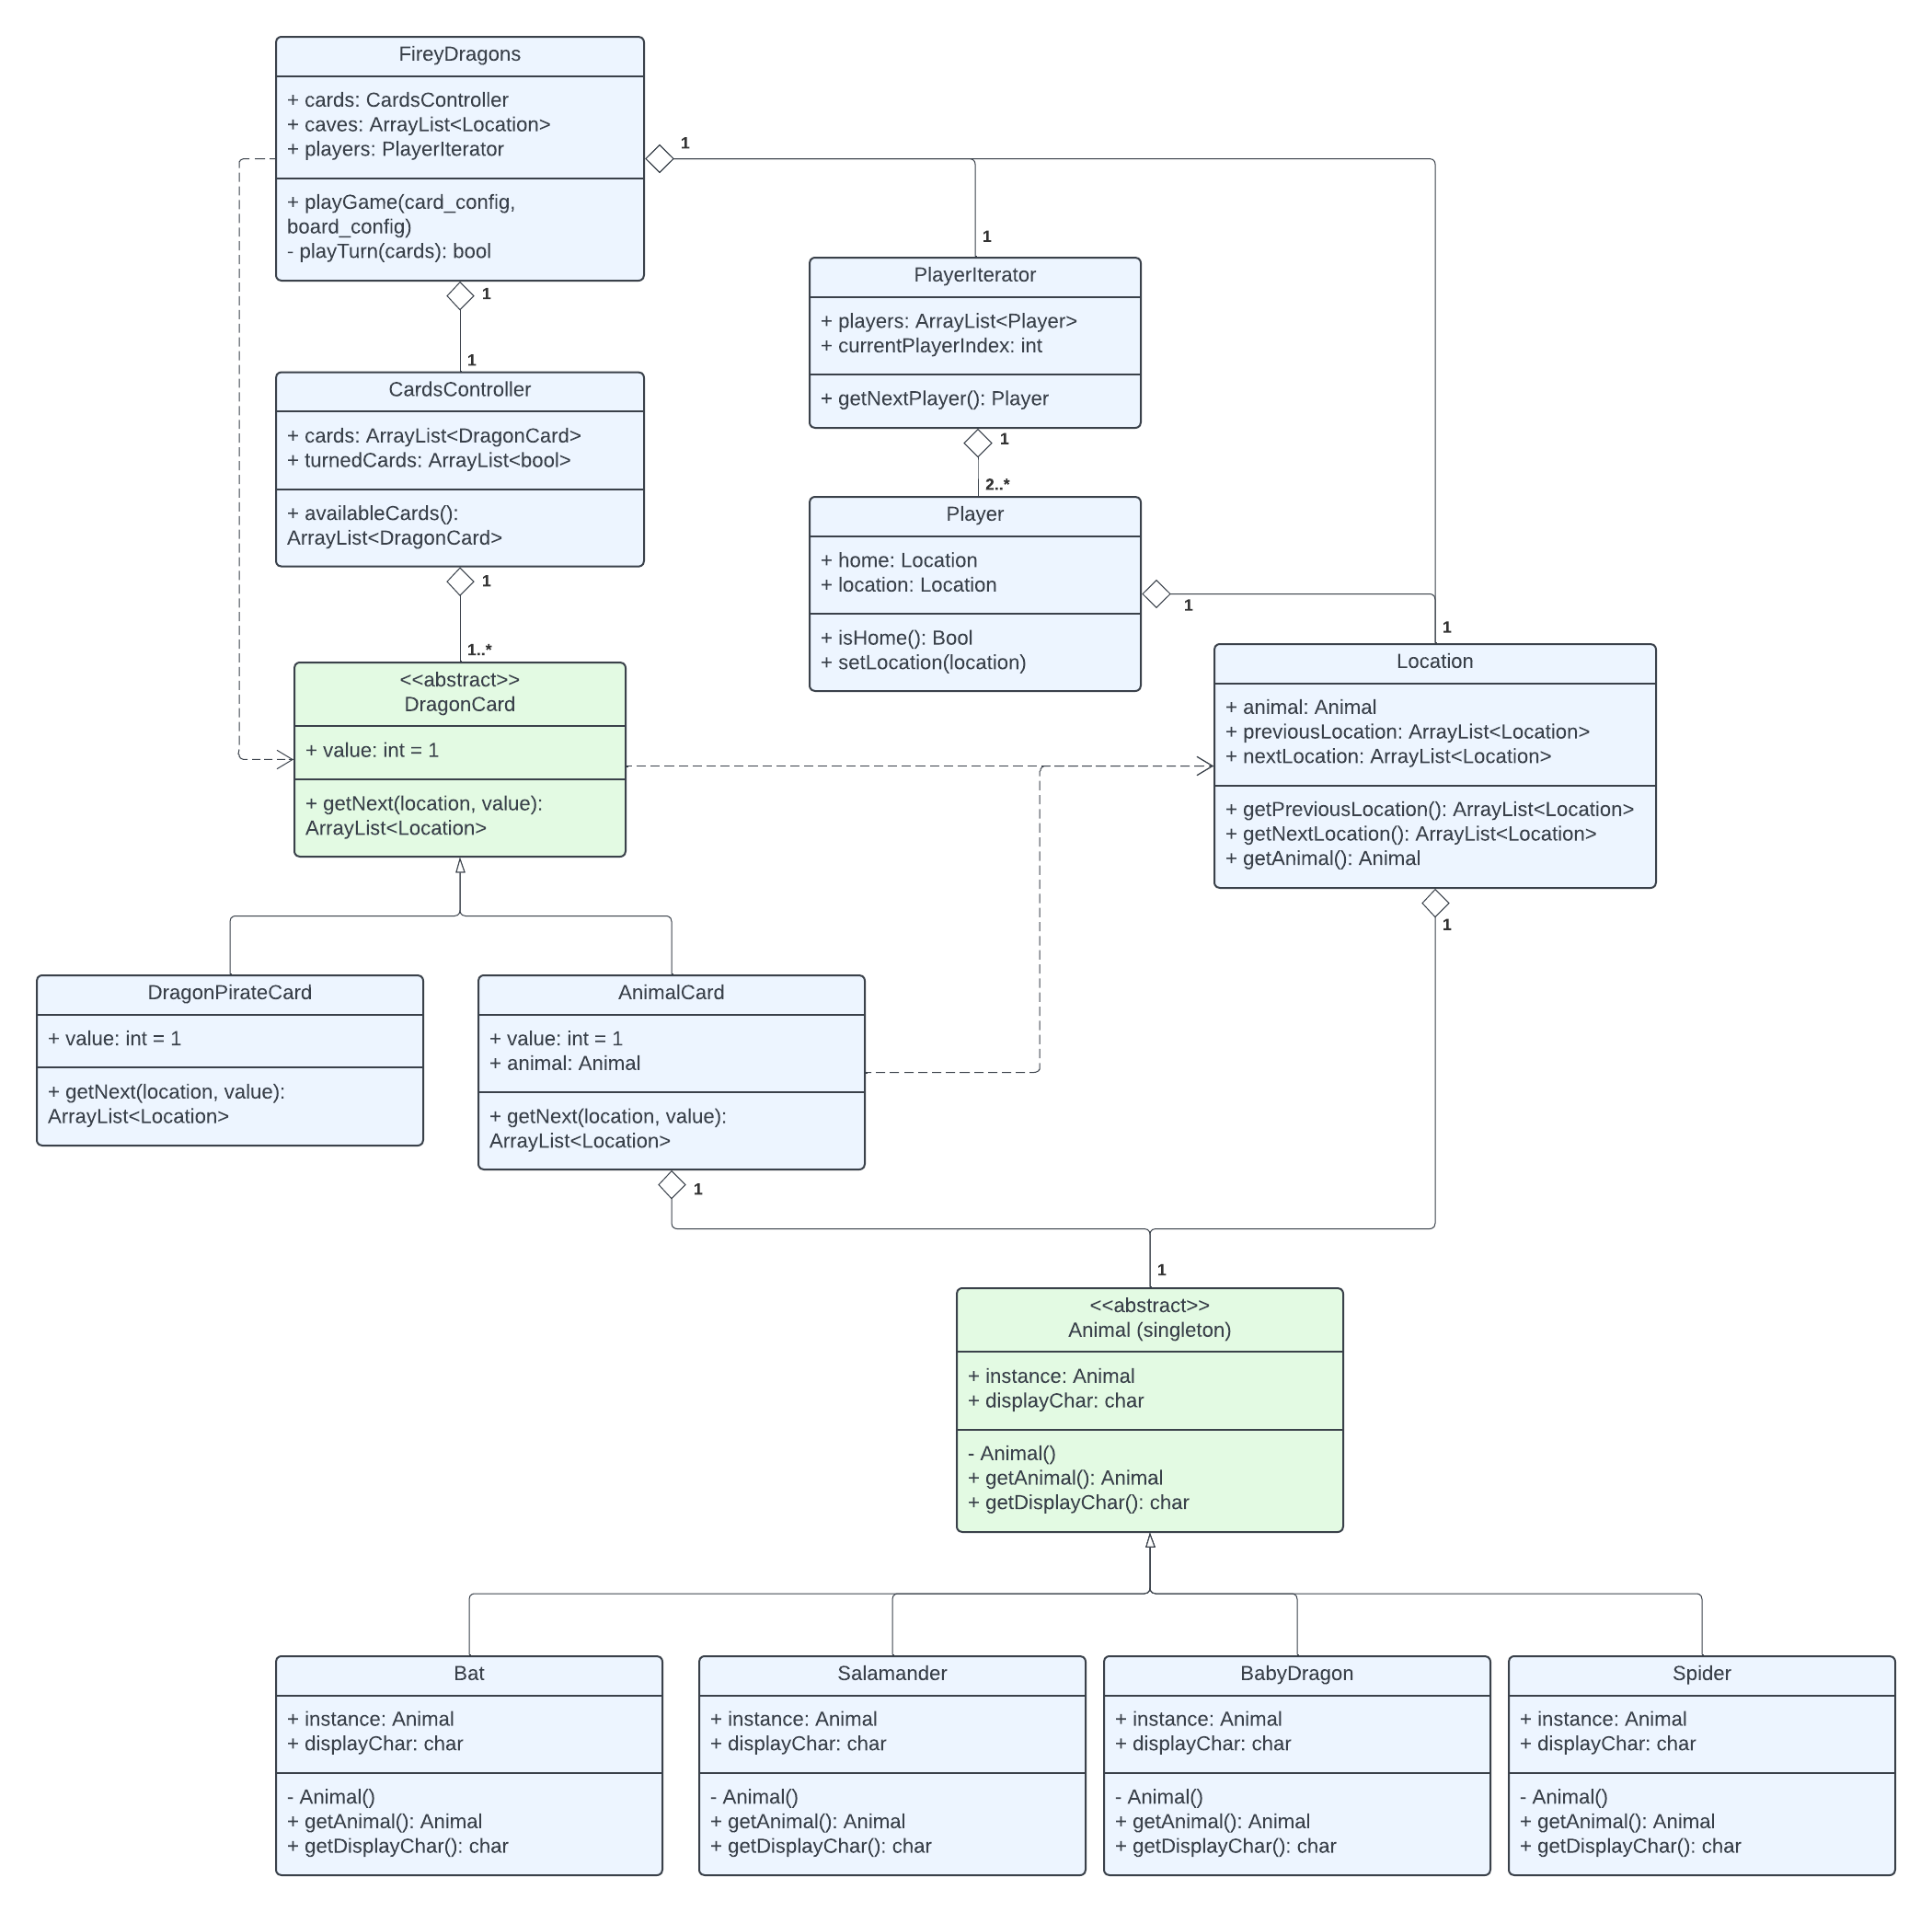 FireyDragons
+ cards: CardsController
+ caves: ArrayList<Location>
+ players: PlayerIterator
+ playGame(card_config,
board_config)
- playTurn(cards): bool
1
1
1
1
PlayerIterator
+ players: ArrayList<Player>
+ currentPlayerIndex: int
+ getNextPlayer(): Player
CardsController
+ cards: ArrayList<DragonCard>
+ turnedCards: ArrayList<bool>
+ availableCards():
ArrayList<DragonCard>
1
2..*
Player
+ home: Location
+ location: Location
+ isHome(): Bool
+ setLocation(location)
1
1
1..*
<<abstract>>
DragonCard
+ value: int = 1
+ getNext(location, value):
ArrayList<Location>
1
Location
+ animal: Animal
+ previousLocation: ArrayList<Location>
+ nextLocation: ArrayList<Location>
+ getPreviousLocation(): ArrayList<Location>
+ getNextLocation(): ArrayList<Location>
+ getAnimal(): Animal
1
DragonPirateCard
+ value: int = 1
+ getNext(location, value):
ArrayList<Location>
AnimalCard
+ value: int = 1
+ animal: Animal
+ getNext(location, value):
ArrayList<Location>
1
1
<<abstract>>
Animal (singleton)
+ instance: Animal
+ displayChar: char
- Animal()
+ getAnimal(): Animal
+ getDisplayChar(): char
Bat
+ instance: Animal
+ displayChar: char
- Animal()
+ getAnimal(): Animal
+ getDisplayChar(): char
Salamander
+ instance: Animal
+ displayChar: char
- Animal()
+ getAnimal(): Animal
+ getDisplayChar(): char
BabyDragon
+ instance: Animal
+ displayChar: char
- Animal()
+ getAnimal(): Animal
+ getDisplayChar(): char
Spider
+ instance: Animal
+ displayChar: char
- Animal()
+ getAnimal(): Animal
+ getDisplayChar(): char